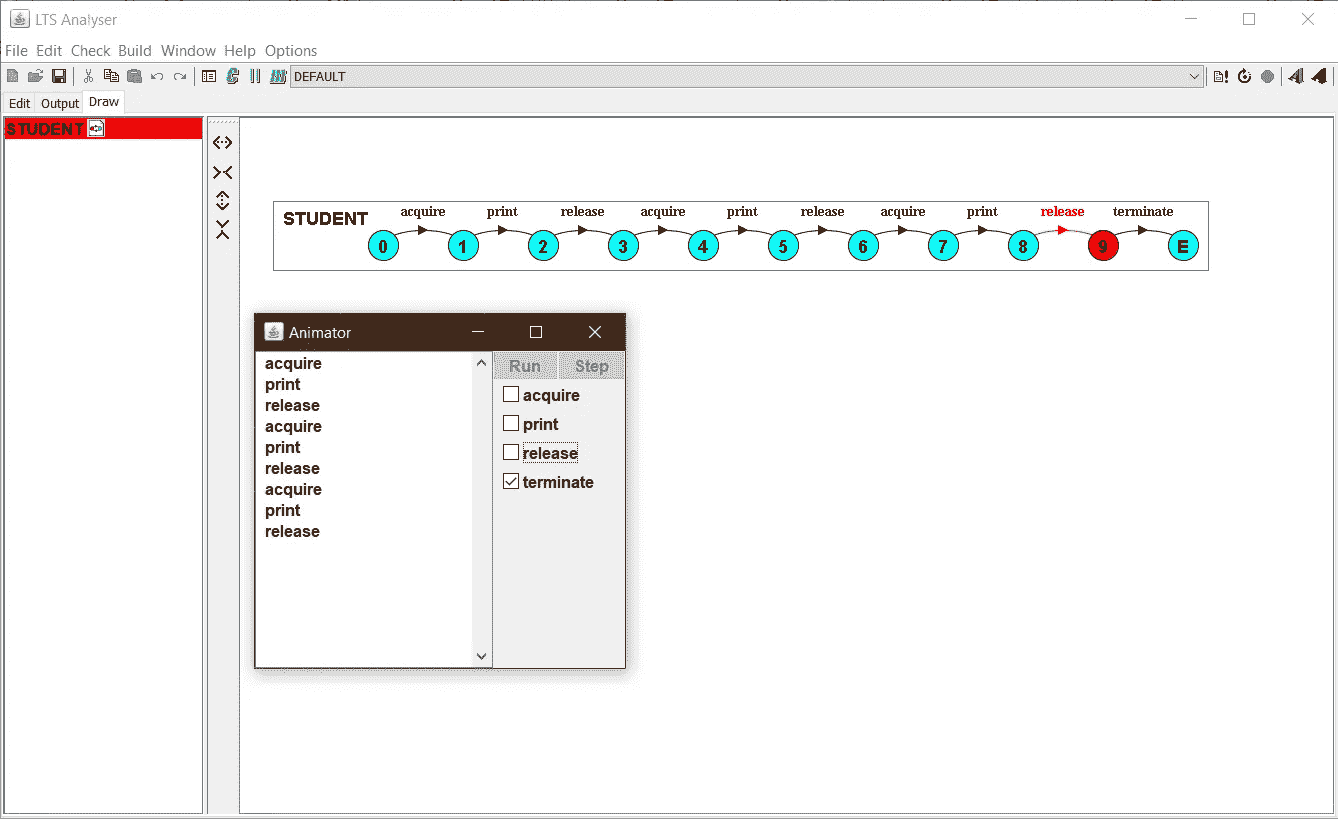 LTS Analyser
File Edit Check Build Window Help Options
DEFAULT
Edit Output Draw
STUDENT
STUDENT acquire print release acquire print release acquire print release terminate
0 1 2 3 4 5 6 7 8 9 E
Animator
acquire
print
release
acquire
print
release
acquire
print
release
Run Step
acquire
print
release
terminate